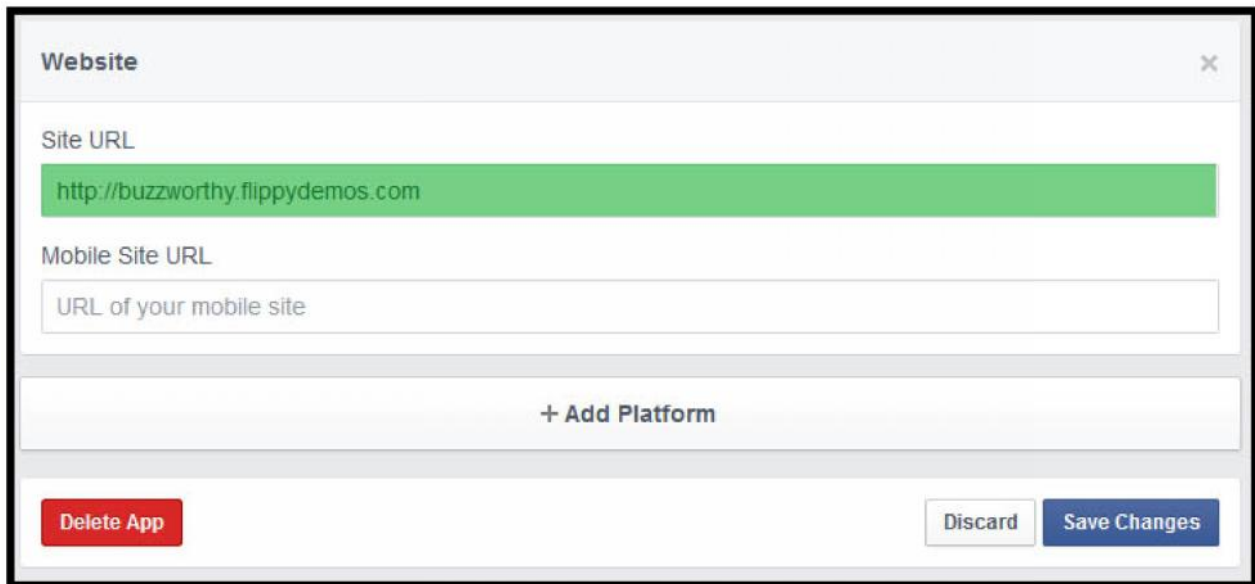 Website
Site URL
http://buzzworthy.flippydemos.com
Mobile Site URL
URL of your mobile site
+ Add Platform
Delete App
Discard
Save Changes